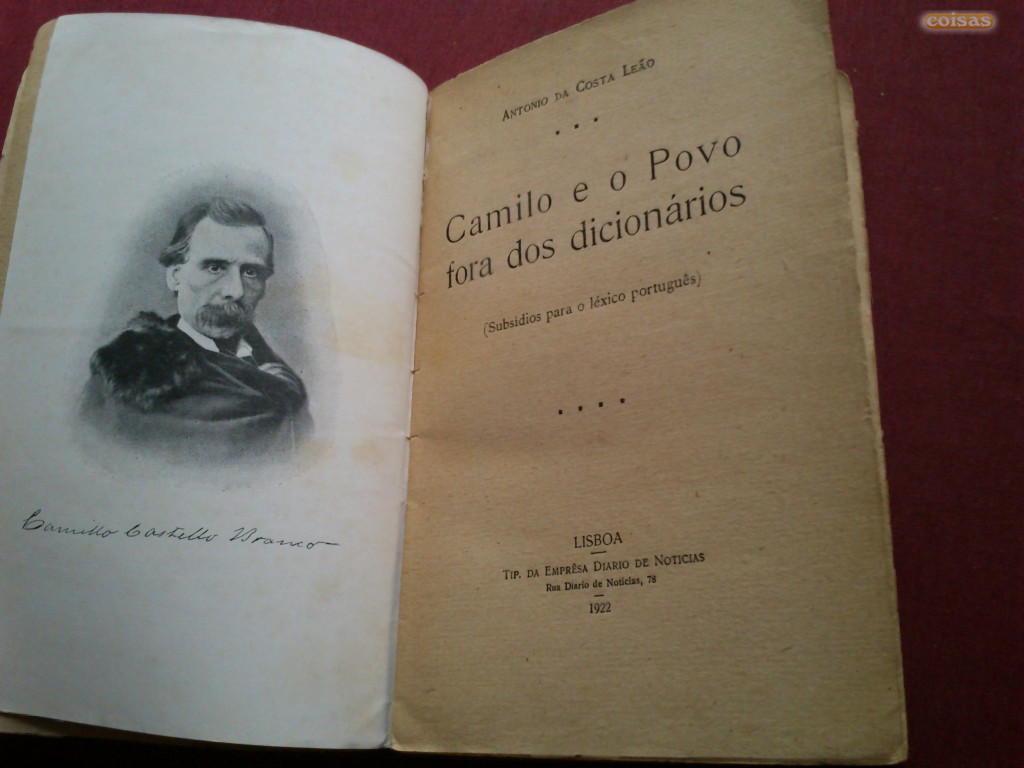 coisas
Camillo Castello Branco
ANTONIO DA COSTA LEÃO
Camilo e o Povo
fora dos dicionários
(Subsídios para o léxico português)
LISBOA
TIP. DA EMPRÊSA DIARIO DE NOTICIAS
Rua Diario de Noticias, 78
1922